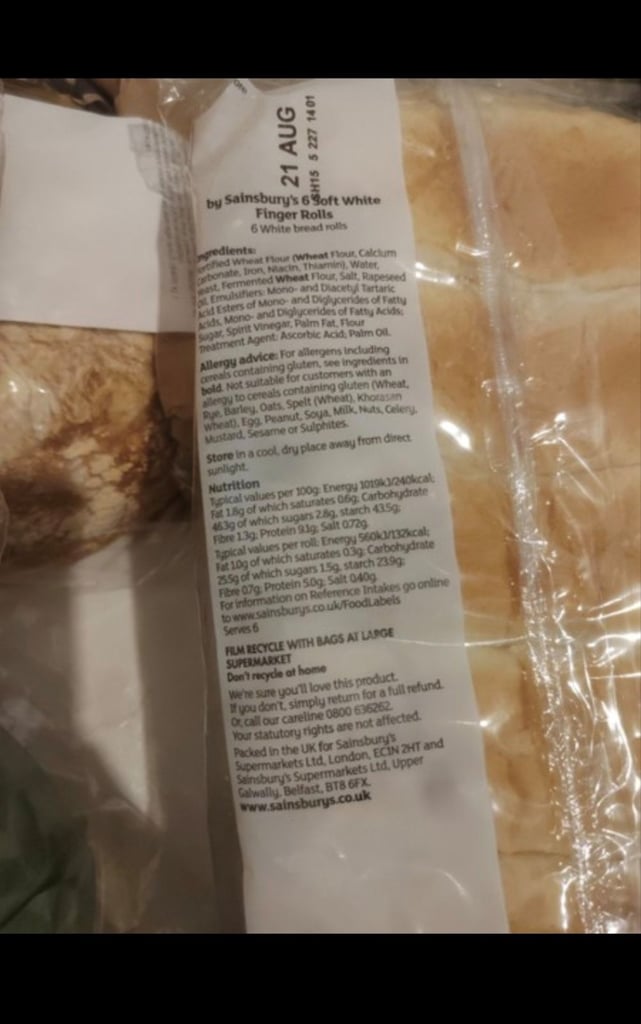 21 AUG
SH15 5 227 1401
by Sainsbury's 6 Soft White
Finger Rolls
6 White bread rolls
Ingredients:
Fortified Wheat Flour (Wheat Flour, Calcium
Carbonate, Iron, Niacin, Thiamin), Water,
Yeast, Fermented Wheat Flour, Salt, Rapeseed
Oil, Emulsifiers: Mono- and Diacetyl Tartaric
Acid Esters of Mono- and Diglycerides of Fatty
Acids, Mono- and Diglycerides of Fatty Acids;
Sugar, Spirit Vinegar, Palm Fat, Flour
Treatment Agent: Ascorbic Acid; Palm Oil.
Allergy advice: For allergens including
cereals containing gluten, see ingredients in
bold. Not suitable for customers with an
allergy to cereals containing gluten (Wheat,
Rye, Barley, Oats, Spelt (Wheat), Khorasan
Wheat), Egg, Peanut, Soya, Milk, Nuts, Celery,
Mustard, Sesame or Sulphites.
Store in a cool, dry place away from direct
sunlight.
Nutrition
Typical values per 100g: Energy 1019kJ/240kcal;
Fat 1.8g of which saturates 0.6g; Carbohydrate
46.3g of which sugars 2.8g, starch 43.5g;
Fibre 1.3g; Protein 9.1g; Salt 0.72g.
Typical values per roll: Energy 560kJ/132kcal;
Fat 1.0g of which saturates 0.3g; Carbohydrate
25.5g of which sugars 1.5g, starch 23.9g;
Fibre 0.7g; Protein 5.0g; Salt 0.40g.
For information on Reference Intakes go online
to www.sainsburys.co.uk/FoodLabels
Serves 6
FILM RECYCLE WITH BAGS AT LARGE
SUPERMARKET
Don't recycle at home
We're sure you'll love this product.
If you don't, simply return for a full refund.
Or, call our careline 0800 636262.
Your statutory rights are not affected.
Packed in the UK for Sainsbury's
Supermarkets Ltd, London, EC1N 2HT and
Sainsbury's Supermarkets Ltd, Upper
Galwally, Belfast, BT8 6FX.
www.sainsburys.co.uk